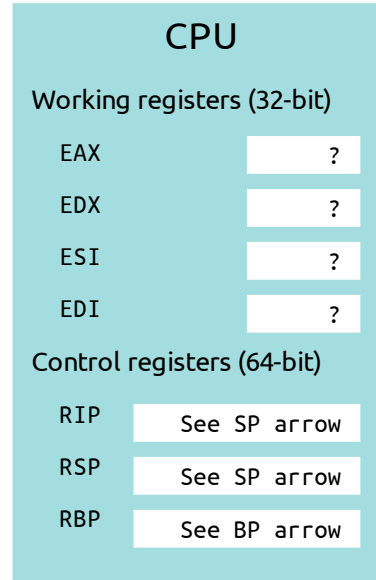 CPU
Working registers (32-bit)
EAX ?
EDX ?
ESI ?
EDI ?
Control registers (64-bit)
RIP See SP arrow
RSP See SP arrow
RBP See BP arrow